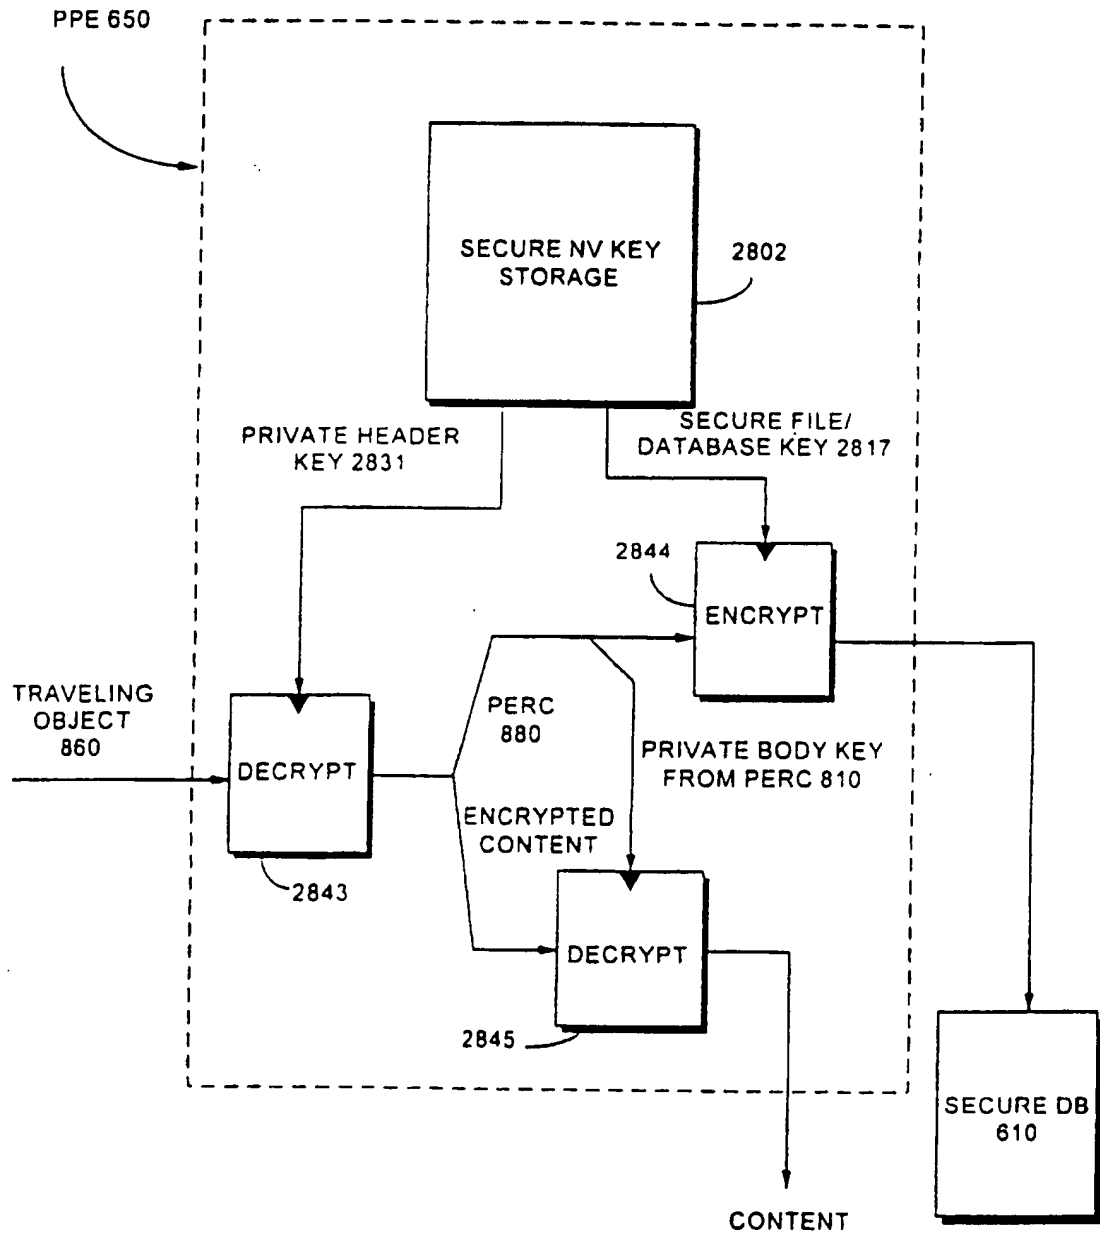 PPE 650
SECURE NV KEY
STORAGE
2802
PRIVATE HEADER
KEY 2831
SECURE FILE/
DATABASE KEY 2817
2844
ENCRYPT
TRAVELING
OBJECT
860
DECRYPT
PERC
880
PRIVATE BODY KEY
FROM PERC 810
ENCRYPTED
CONTENT
2843
DECRYPT
2845
SECURE DB
610
CONTENT